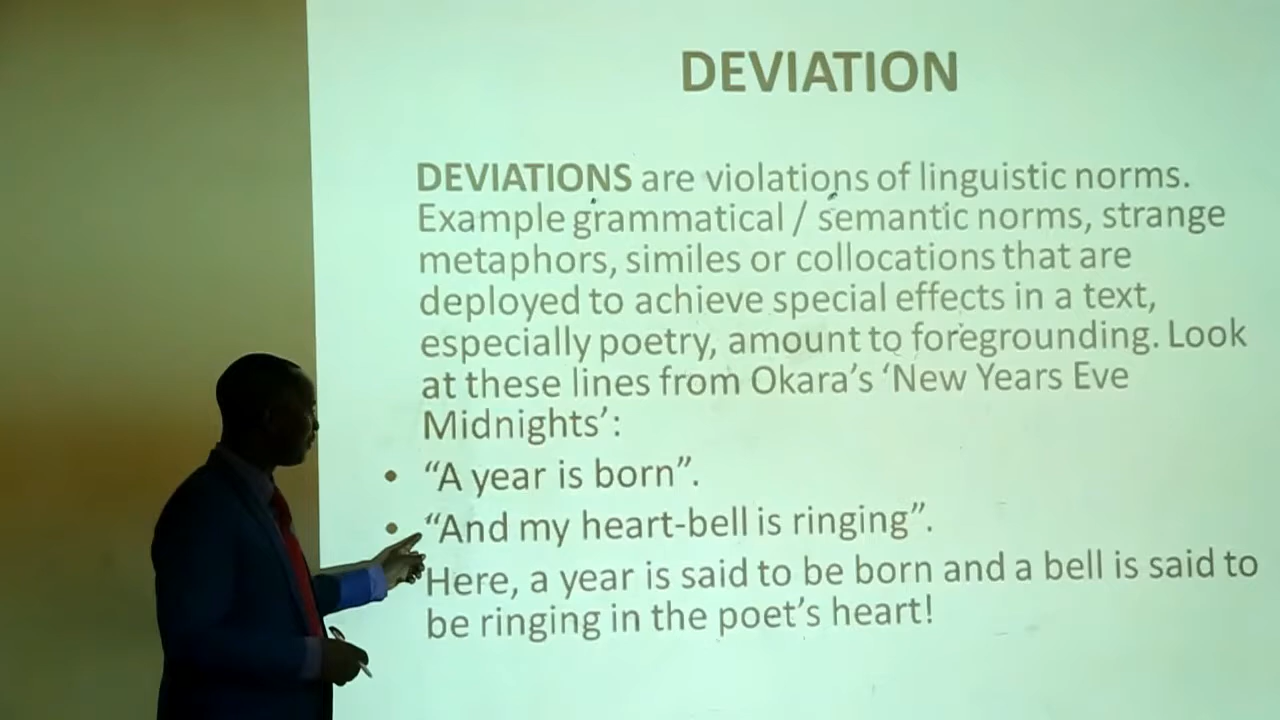 DEVIATION
DEVIATIONS are violations of linguistic norms.
Example grammatical / semantic norms, strange
metaphors, similes or collocations that are
deployed to achieve special effects in a text,
especially poetry, amount to foregrounding. Look
at these lines from Okara's 'New Years Eve
Midnights':
• "A year is born".
• "And my heart-bell is ringing".
Here, a year is said to be born and a bell is said to
be ringing in the poet's heart!